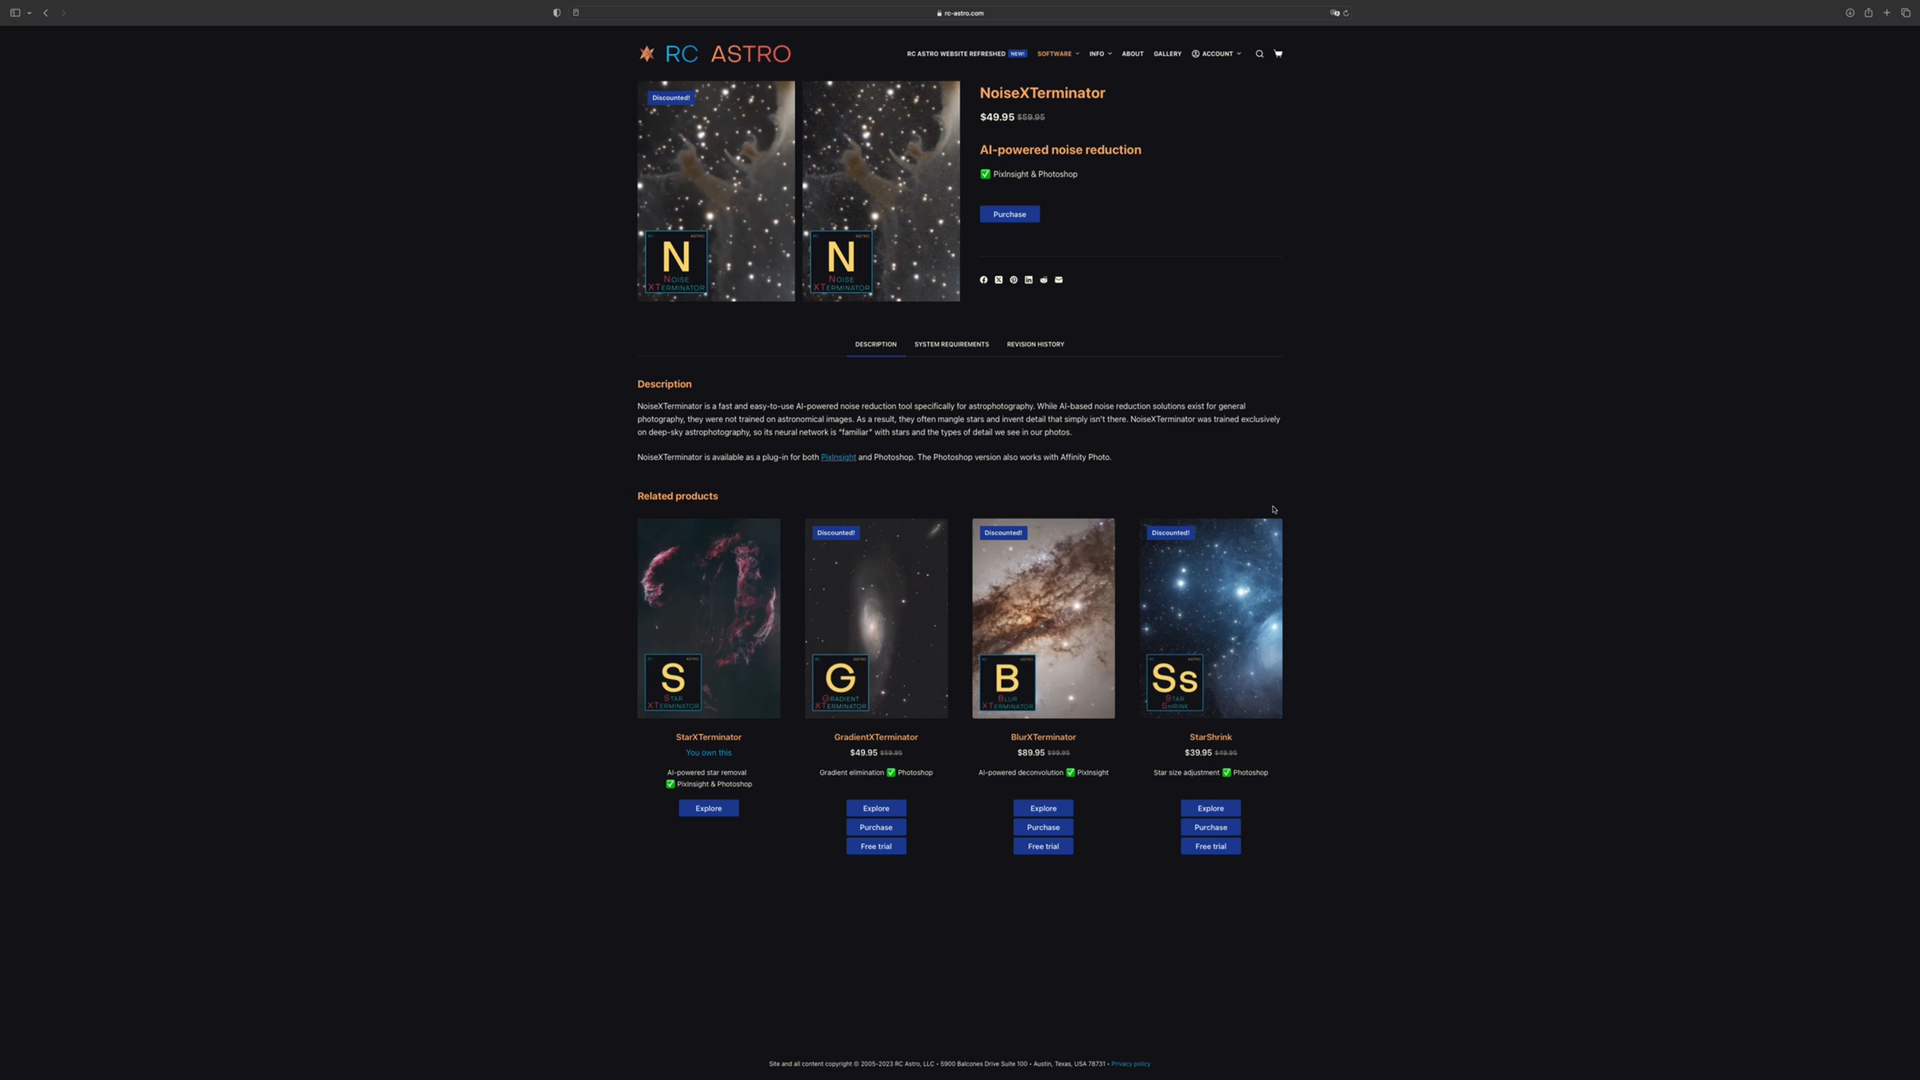 rc-astro.com
RC ASTRO
RC ASTRO WEBSITE REFRESHED NEW! SOFTWARE INFO ABOUT GALLERY ACCOUNT
Discounted!
N
NOISE
XTERMINATOR
N
NOISE
XTERMINATOR
NoiseXTerminator
$49.95 $59.95
AI-powered noise reduction
✅ PixInsight & Photoshop
Purchase
DESCRIPTION SYSTEM REQUIREMENTS REVISION HISTORY
Description
NoiseXTerminator is a fast and easy-to-use AI-powered noise reduction tool specifically for astrophotography. While AI-based noise reduction solutions exist for general
photography, they were not trained on astronomical images. As a result, they often mangle stars and invent detail that simply isn't there. NoiseXTerminator was trained exclusively
on deep-sky astrophotography, so its neural network is “familiar” with stars and the types of detail we see in our photos.
NoiseXTerminator is available as a plug-in for both PixInsight and Photoshop. The Photoshop version also works with Affinity Photo.
Related products
S
STAR
XTERMINATOR
StarXTerminator
You own this
AI-powered star removal
✅ PixInsight & Photoshop
Explore
Discounted!
G
GRADIENT
XTERMINATOR
GradientXTerminator
$49.95 $59.95
Gradient elimination ✅ Photoshop
Explore
Purchase
Free trial
Discounted!
B
BLUR
XTERMINATOR
BlurXTerminator
$89.95 $99.95
AI-powered deconvolution ✅ PixInsight
Explore
Purchase
Free trial
Discounted!
Ss
STAR
SHRINK
StarShrink
$39.95 $49.95
Star size adjustment ✅ Photoshop
Explore
Purchase
Free trial
Site and all content copyright © 2005-2023 RC Astro, LLC • 5900 Balcones Drive Suite 100 • Austin, Texas, USA 78731 • Privacy policy